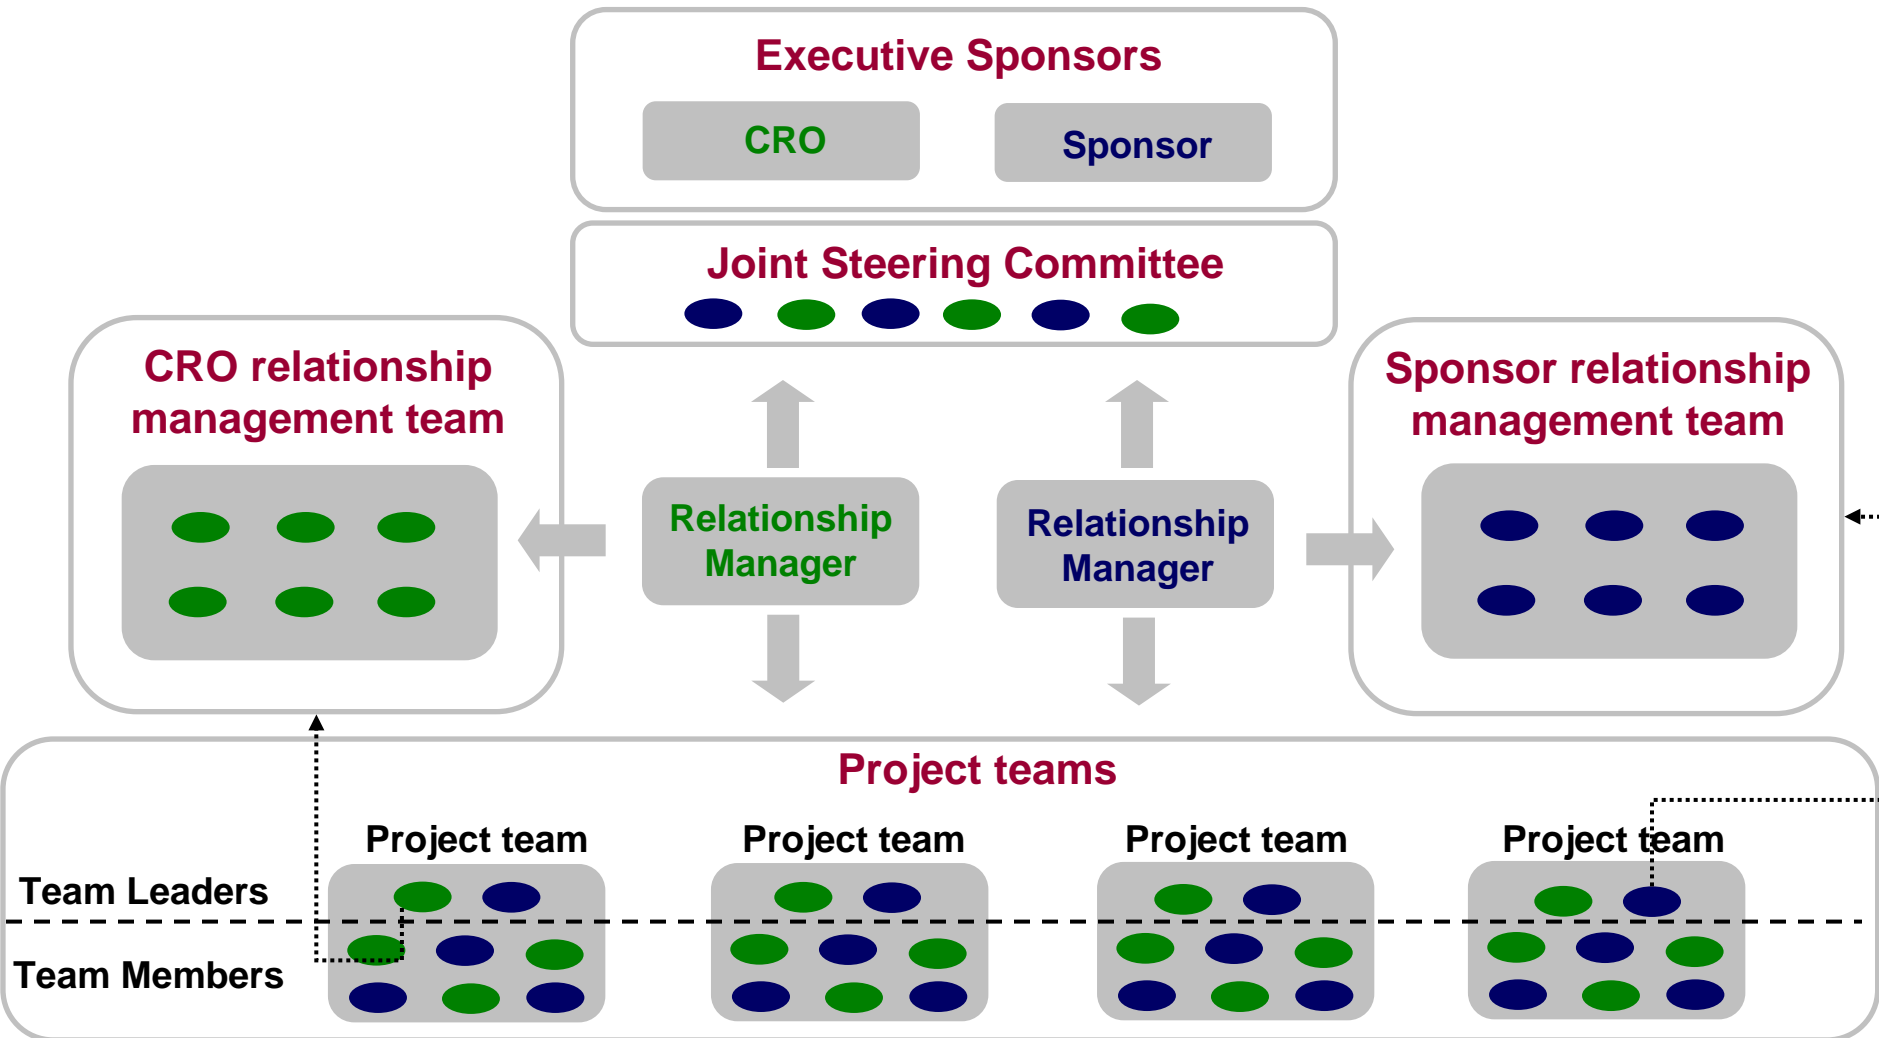 Executive Sponsors
CRO
Sponsor
Joint Steering Committee
CRO relationship
management team
Sponsor relationship
management team
Relationship
Manager
Relationship
Manager
Project teams
Project team
Project team
Project team
Project team
Team Leaders
Team Members